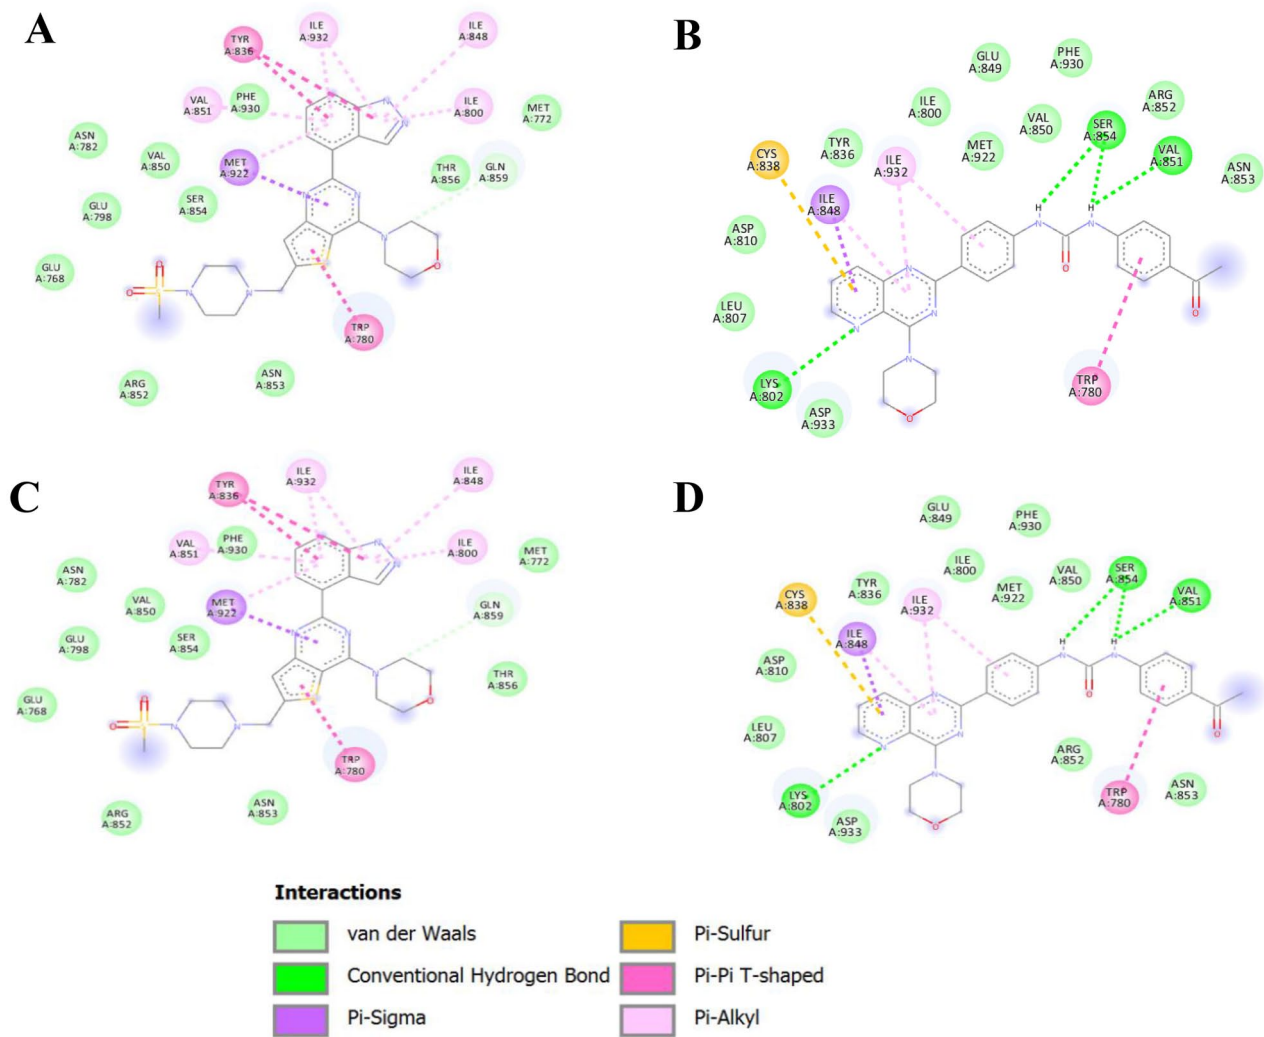 A
TYR
A:836
ILE
A:932
ILE
A:848
VAL
A:851
PHE
A:930
ILE
A:800
MET
A:772
ASN
A:782
VAL
A:850
MET
A:922
THR
A:856
GLN
A:859
GLU
A:798
SER
A:854
N
N
N
N
N
GLU
A:768
O
O
S
N
N
S
O
TRP
A:780
ARG
A:852
ASN
A:853
B
GLU
A:849
PHE
A:930
ILE
A:800
ARG
A:852
CYS
A:838
TYR
A:836
ILE
A:932
MET
A:922
VAL
A:850
SER
A:854
VAL
A:851
ASN
A:853
ILE
A:848
H
N
H
N
ASP
A:810
O
O
N
N
N
N
O
LEU
A:807
LYS
A:802
ASP
A:933
TRP
A:780
C
TYR
A:836
ILE
A:932
ILE
A:848
VAL
A:851
PHE
A:930
ILE
A:800
MET
A:772
ASN
A:782
VAL
A:850
MET
A:922
GLN
A:859
GLU
A:798
SER
A:854
THR
A:856
N
N
N
N
N
GLU
A:768
O
O
S
N
N
S
O
TRP
A:780
ARG
A:852
ASN
A:853
D
GLU
A:849
PHE
A:930
ILE
A:800
CYS
A:838
TYR
A:836
ILE
A:932
MET
A:922
VAL
A:850
SER
A:854
VAL
A:851
ILE
A:848
H
N
H
N
ASP
A:810
O
O
N
N
N
N
O
LEU
A:807
ARG
A:852
LYS
A:802
ASP
A:933
TRP
A:780
ASN
A:853
Interactions
van der Waals
Conventional Hydrogen Bond
Pi-Sigma
Pi-Sulfur
Pi-Pi T-shaped
Pi-Alkyl